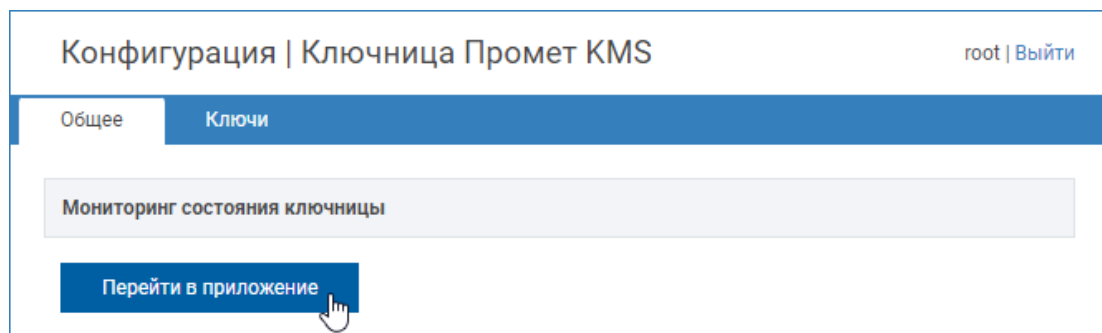 Конфигурация | Ключница Промет KMS
root | Выйти
Общее
Ключи
Мониторинг состояния ключницы
Перейти в приложение